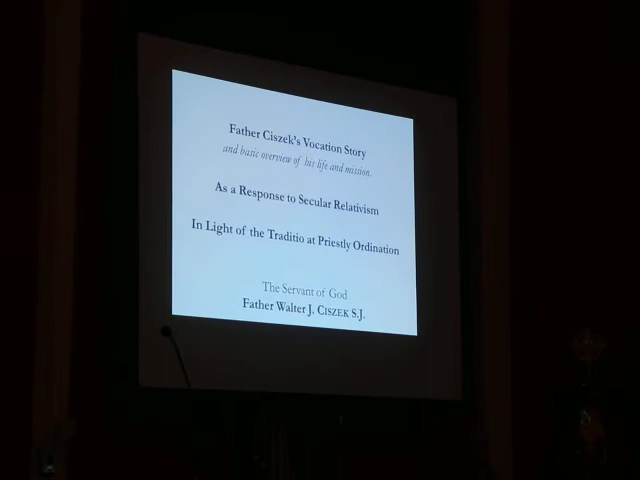 Father Ciszek's Vocation Story
and basic overview of his life and mission.
As a Response to Secular Relativism
In Light of the Traditio at Priestly Ordination
The Servant of God
Father Walter J. CISZEK S.J.